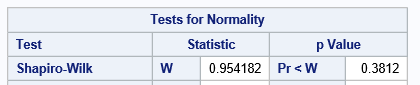 Tests for Normality
Test Statistic p Value
Shapiro-Wilk W 0.954182 Pr < W 0.3812